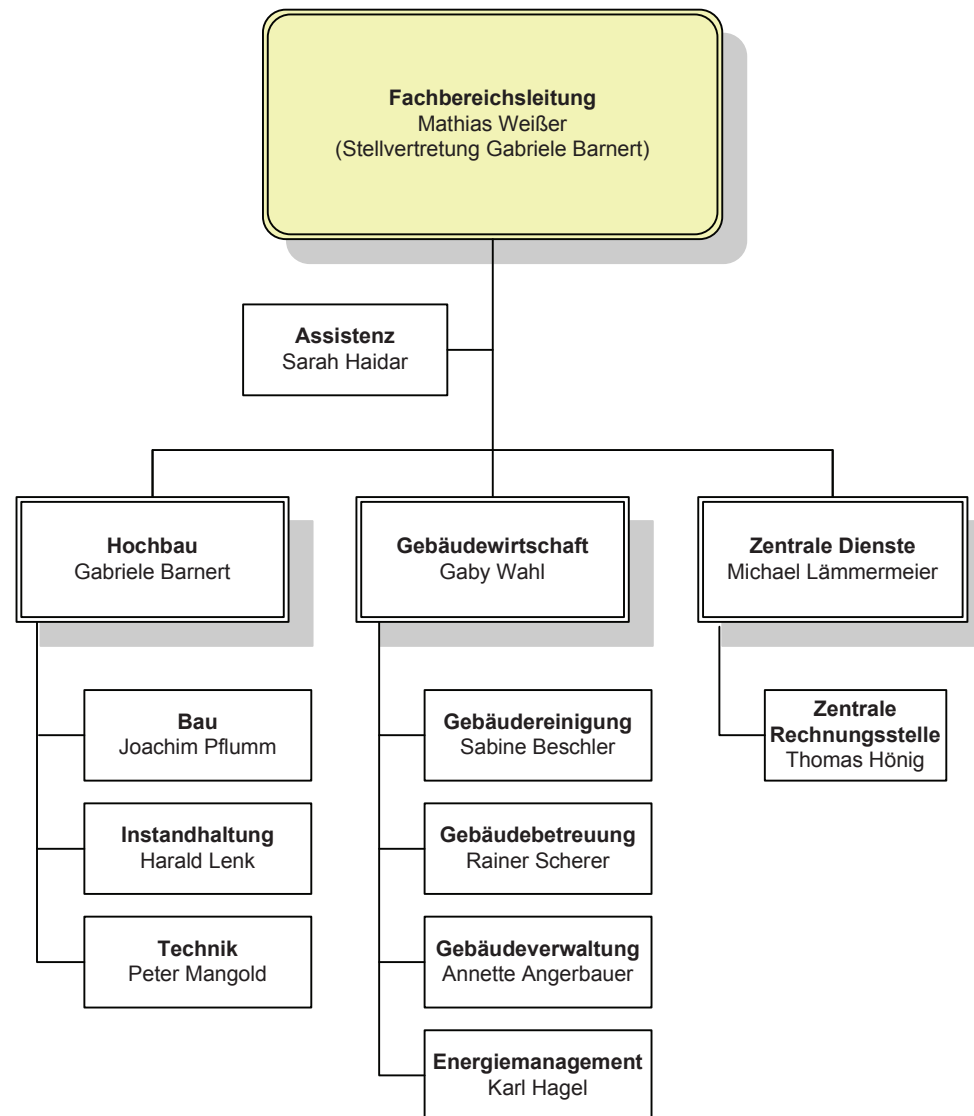 Fachbereichsleitung
Mathias Weißer
(Stellvertretung Gabriele Barnert)
Assistenz
Sarah Haidar
Hochbau
Gabriele Barnert
Gebäudewirtschaft
Gaby Wahl
Zentrale Dienste
Michael Lämmermeier
Bau
Joachim Pflumm
Instandhaltung
Harald Lenk
Technik
Peter Mangold
Gebäudereinigung
Sabine Beschler
Gebäudebetreuung
Rainer Scherer
Gebäudeverwaltung
Annette Angerbauer
Energiemanagement
Karl Hagel
Zentrale
Rechnungsstelle
Thomas Hönig